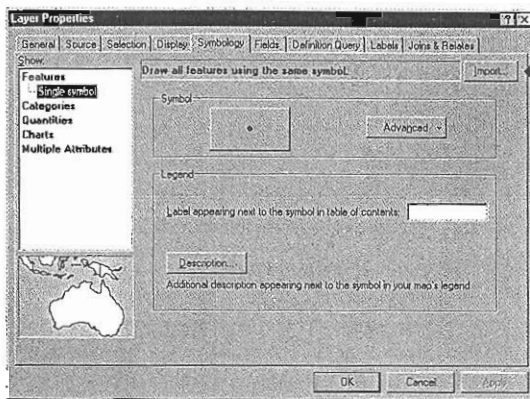 Layer Properties
General Source Selection Display Symbology Fields Definition Query Labels Joins & Relates
Show:
Features
Single symbol
Categories
Quantities
Charts
Multiple Attributes
Draw all features using the same symbol.
Import...
Symbol
Advanced
Legend
Label appearing next to the symbol in table of contents:
Description...
Additional description appearing next to the symbol in your map's legend
OK Cancel Apply